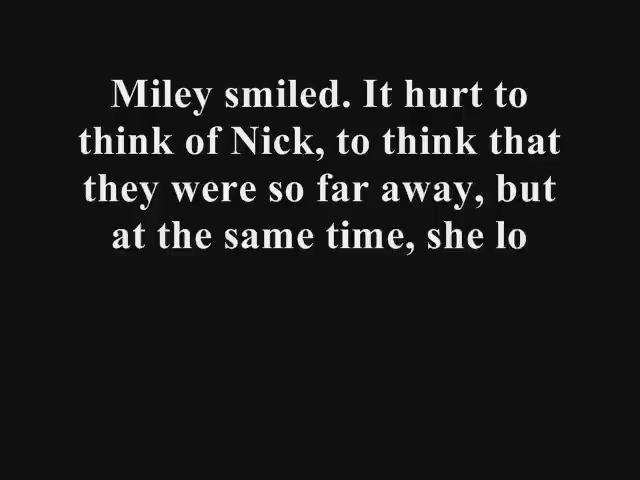 Miley smiled. It hurt to
think of Nick, to think that
they were so far away, but
at the same time, she lo